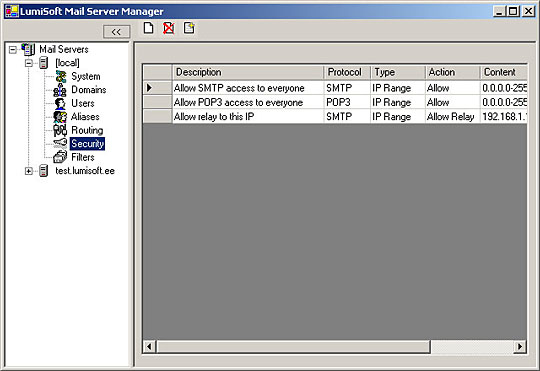 LumiSoft Mail Server Manager
<<
Mail Servers
[local]
System
Domains
Users
Aliases
Routing
Security
Filters
test.lumisoft.ee
Description Protocol Type Action Content
Allow SMTP access to everyone SMTP IP Range Allow 0.0.0.0-255
Allow POP3 access to everyone POP3 IP Range Allow 0.0.0.0-255
Allow relay to this IP SMTP IP Range Allow Relay 192.168.1.